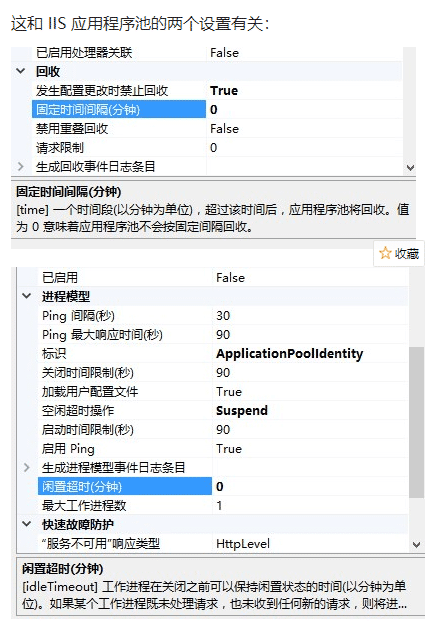 这和 IIS 应用程序池的两个设置有关：
已启用处理器关联 False
回收
发生配置更改时禁止回收 True
固定时间间隔(分钟) 0
禁用重叠回收 False
请求限制 0
生成回收事件日志条目
固定时间间隔(分钟)
[time] 一个时间段(以分钟为单位)，超过该时间后，应用程序池将回收。值
为 0 意味着应用程序池不会按固定间隔回收。
收藏
已启用 False
进程模型
Ping 间隔(秒) 30
Ping 最大响应时间(秒) 90
标识 ApplicationPoolIdentity
关闭时间限制(秒) 90
加载用户配置文件 True
空闲超时操作 Suspend
启动时间限制(秒) 90
启用 Ping True
生成进程模型事件日志条目
闲置超时(分钟) 0
最大工作进程数 1
快速故障防护
“服务不可用”响应类型 HttpLevel
闲置超时(分钟)
[idleTimeout] 工作进程在关闭之前可以保持闲置状态的时间(以分钟为单
位)。如果某个工作进程既未处理请求，也未收到任何新的请求，则将进...